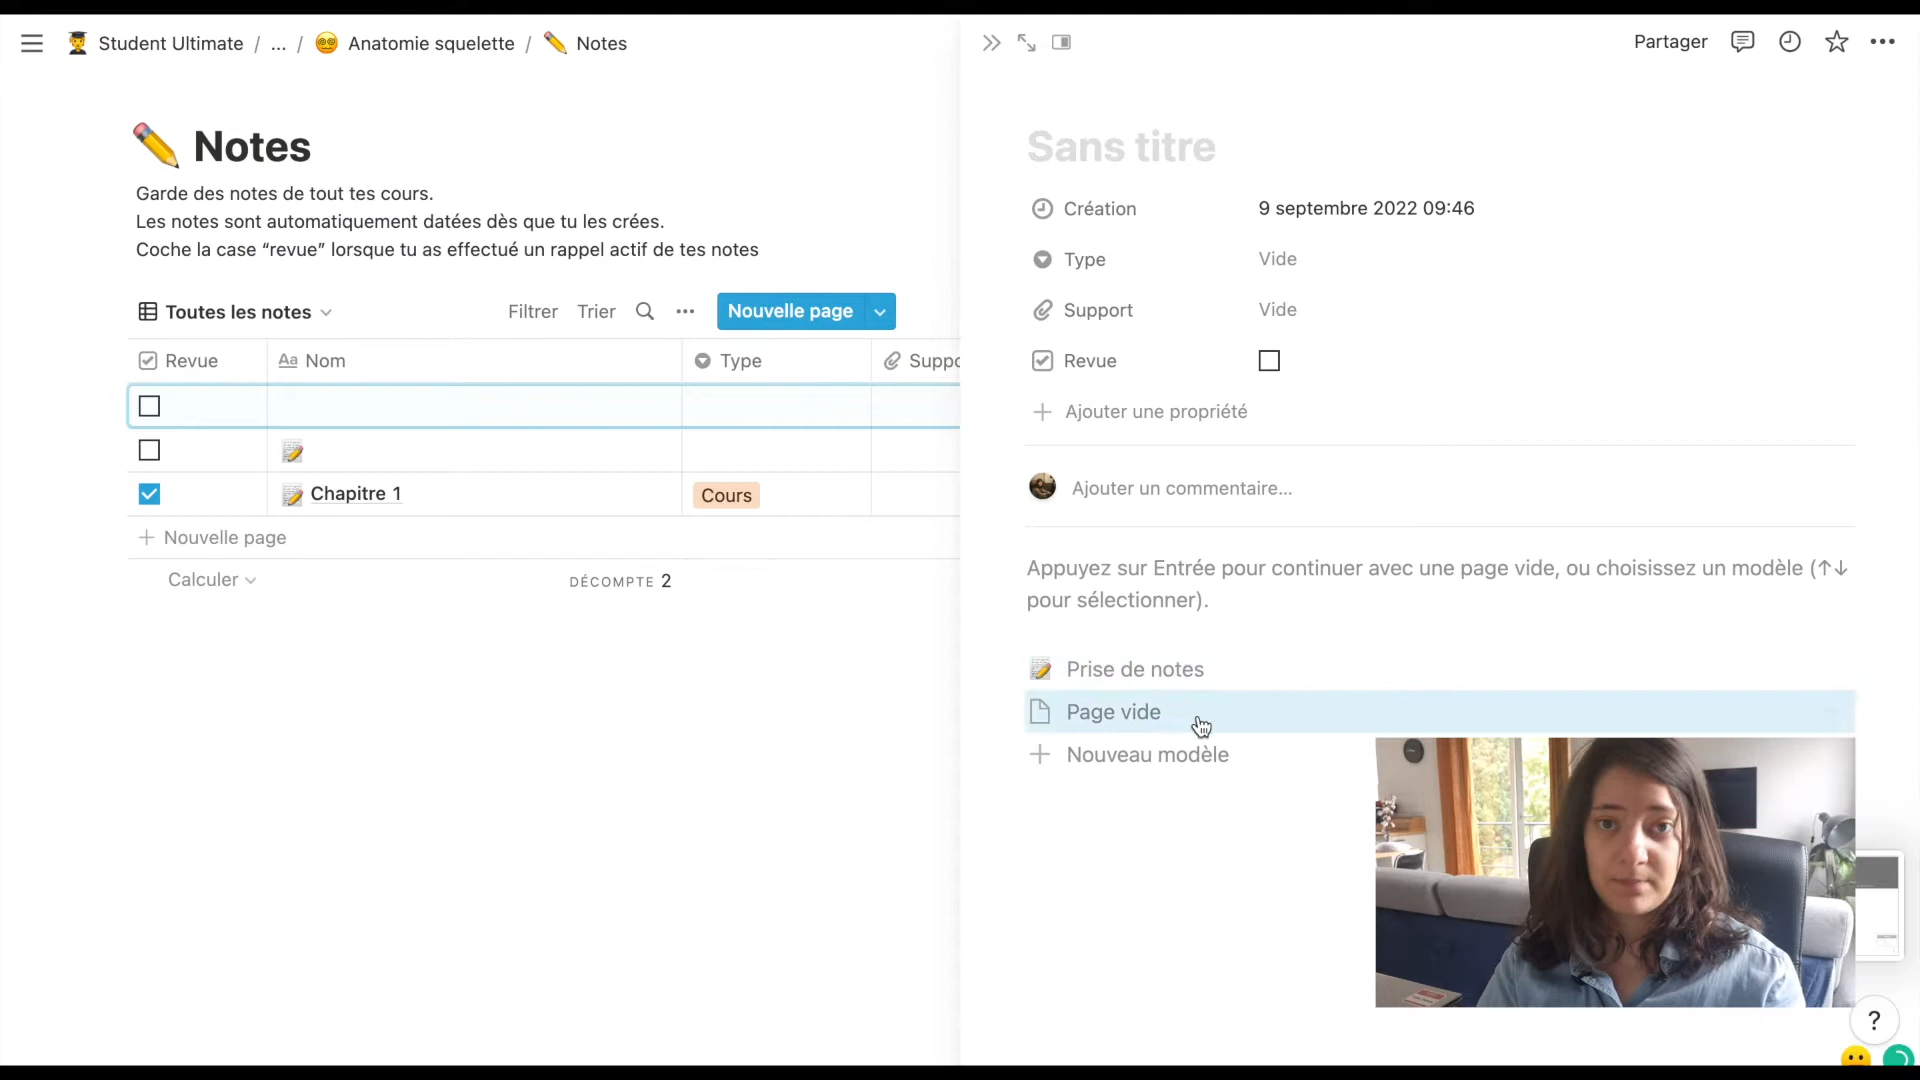 Student Ultimate / ... / Anatomie squelette / Notes
Partager
Notes
Garde des notes de tout tes cours.
Les notes sont automatiquement datées dès que tu les crées.
Coche la case “revue” lorsque tu as effectué un rappel actif de tes notes
Toutes les notes
Filtrer Trier
Nouvelle page
Revue Aa Nom Type Suppo
Chapitre 1 Cours
Nouvelle page
Calculer DÉCOMPTE 2
Sans titre
Création 9 septembre 2022 09:46
Type Vide
Support Vide
Revue
Ajouter une propriété
Ajouter un commentaire...
Appuyez sur Entrée pour continuer avec une page vide, ou choisissez un modèle (↑↓
pour sélectionner).
Prise de notes
Page vide
Nouveau modèle
?